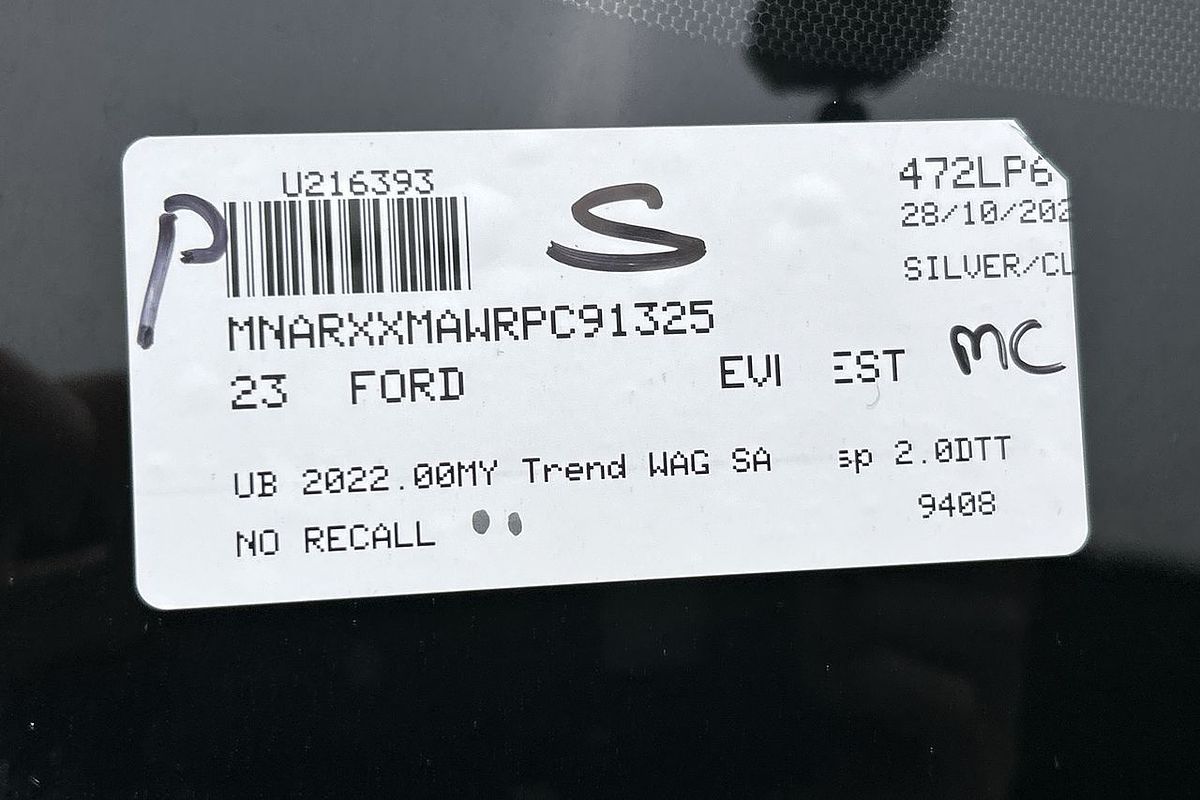 U216393
472LP6
28/10/202
SILVER/CL
P
S
MNARXXMAWRPC91325
MC
23 FORD EVI EST
UB 2022.00MY Trend WAG SA sp 2.0DTT
9408
NO RECALL